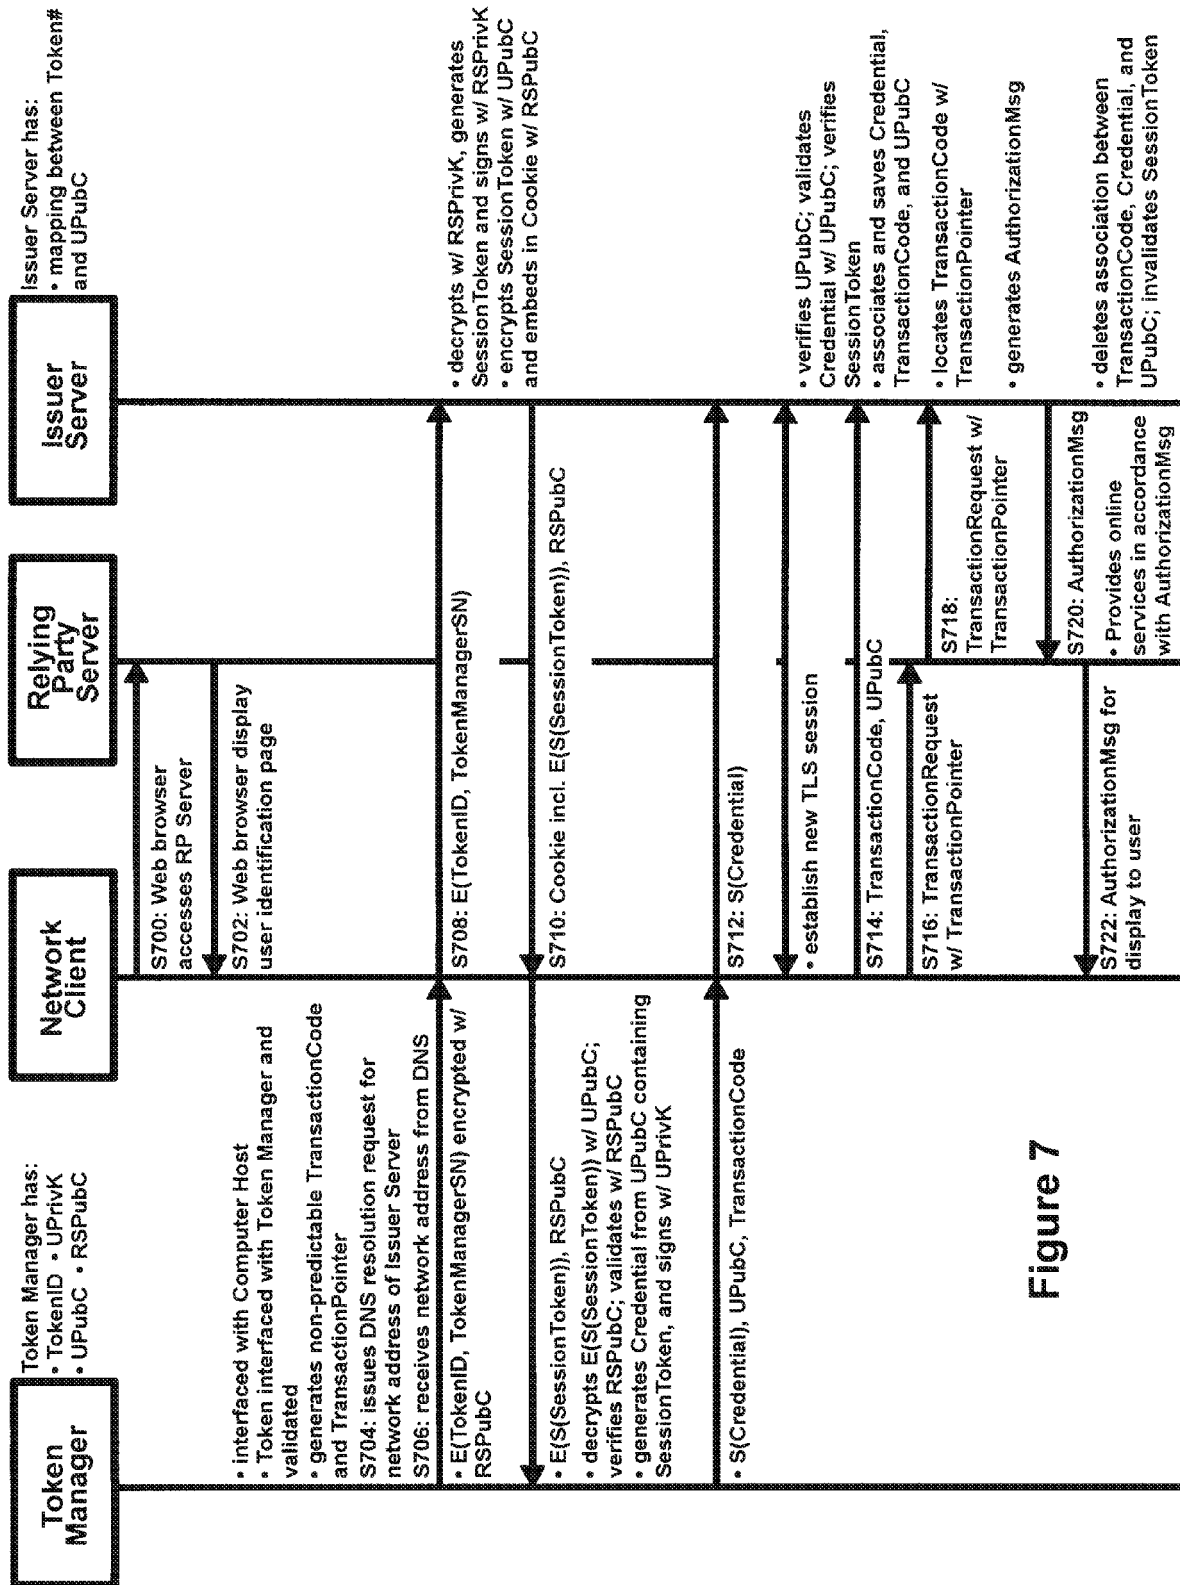 Token
Manager
Token Manager has:
• TokenID • UPrivK
• UPubC • RSPubC
Network
Client
Relying
Party
Server
Issuer
Server
Issuer Server has:
• mapping between Token#
and UPubC
S700: Web browser
accesses RP Server
S702: Web browser display
user identification page
• interfaced with Computer Host
• Token interfaced with Token Manager and
validated
• generates non-predictable TransactionCode
and TransactionPointer
S704: issues DNS resolution request for
network address of Issuer Server
S706: receives network address from DNS
• E(TokenID, TokenManagerSN) encrypted w/
RSPubC
S708: E(TokenID, TokenManagerSN)
• decrypts w/ RSPrivK, generates
SessionToken and signs w/ RSPrivK
• encrypts SessionToken w/ UPubC
and embeds in Cookie w/ RSPubC
S710: Cookie incl. E(S(SessionToken)), RSPubC
• E(S(SessionToken)), RSPubC
• decrypts E(S(SessionToken)) w/ UPubC;
verifies RSPubC; validates w/ RSPubC
• generates Credential from UPubC containing
SessionToken, and signs w/ UPrivK
• S(Credential), UPubC, TransactionCode
S712: S(Credential)
• establish new TLS session
• verifies UPubC; validates
Credential w/ UPubC; verifies
SessionToken
• associates and saves Credential,
TransactionCode, and UPubC
S714: TransactionCode, UPubC
S716: TransactionRequest
w/ TransactionPointer
S718:
TransactionRequest w/
TransactionPointer
• locates TransactionCode w/
TransactionPointer
• generates AuthorizationMsg
S720: AuthorizationMsg
• Provides online
services in accordance
with AuthorizationMsg
S722: AuthorizationMsg for
display to user
• deletes association between
TransactionCode, Credential, and
UPubC; invalidates SessionToken
Figure 7